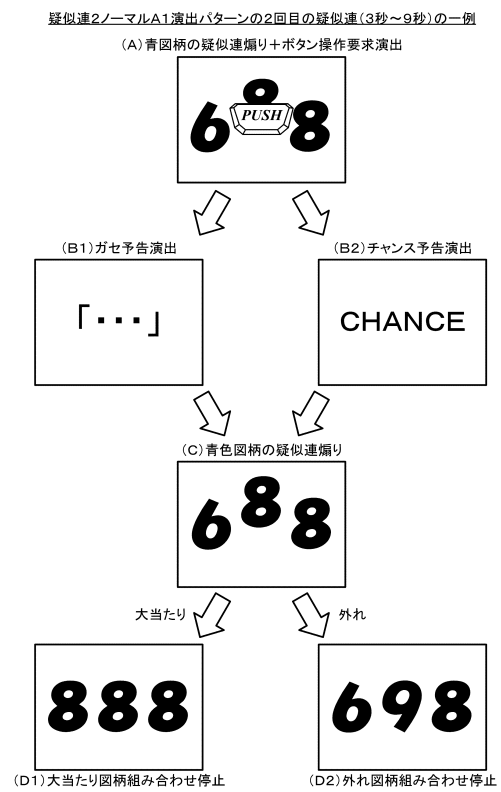 疑似連2ノーマルA1演出パターンの2回目の疑似連(3秒～9秒)の一例
(A)青図柄の疑似連煽り＋ボタン操作要求演出
6 8 8
PUSH
(B1)ガセ予告演出
(B2)チャンス予告演出
「・・・」
CHANCE
(C)青色図柄の疑似連煽り
6 8 8
大当たり
外れ
888
698
(D1)大当たり図柄組み合わせ停止
(D2)外れ図柄組み合わせ停止